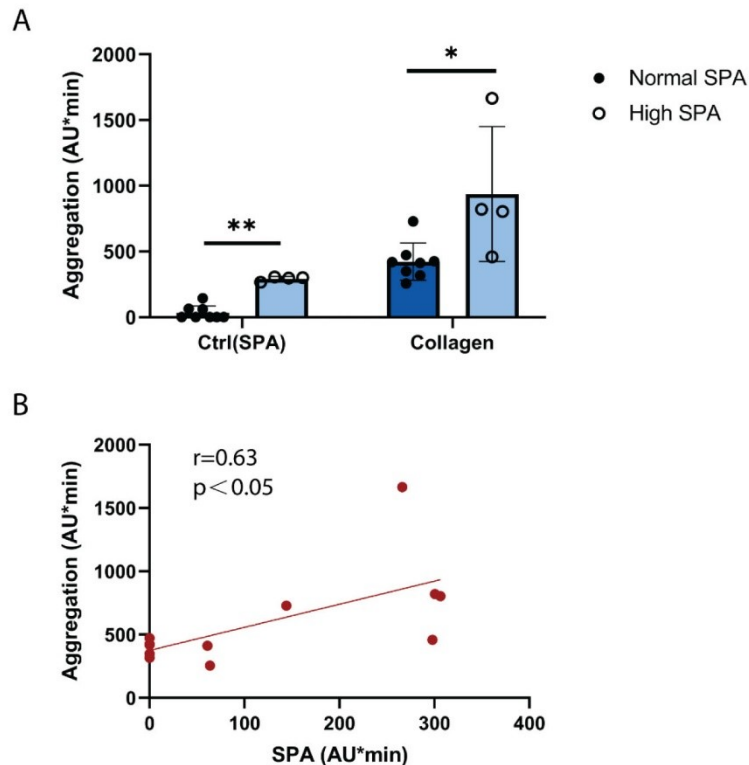 A
Aggregation (AU*min)
2000
1500
1000
500
0
**
*
Ctrl(SPA)
Collagen
Normal SPA
High SPA
B
Aggregation (AU*min)
2000
1500
1000
500
0
r=0.63
p<0.05
0 100 200 300 400
SPA (AU*min)